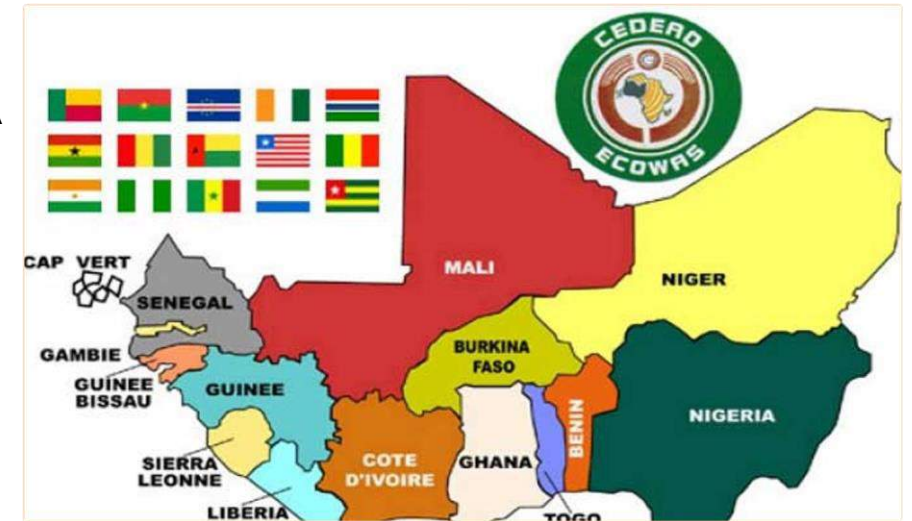 CEDEAO
ECOWAS
MALI
CAP VERT
NIGER
SENEGAL
BURKINA
FASO
GAMBIE
GUINEE
BISSAU
GUINEE
NIGERIA
BENIN
SIERRA
LEONNE
COTE
D'IVOIRE
GHANA
LIBERIA
TOGO